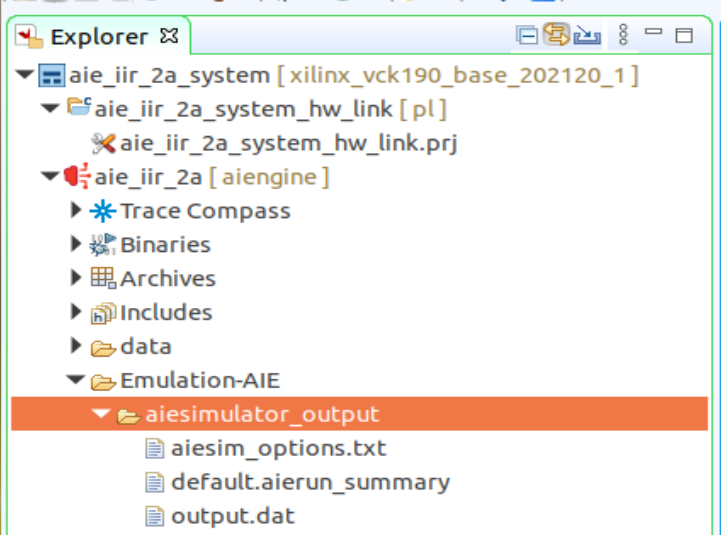 Explorer
aie_iir_2a_system [ xilinx_vck190_base_202120_1 ]
aie_iir_2a_system_hw_link [ pl ]
aie_iir_2a_system_hw_link.prj
aie_iir_2a [ aiengine ]
Trace Compass
Binaries
Archives
Includes
data
Emulation-AIE
aiesimulator_output
aiesim_options.txt
default.aierun_summary
output.dat